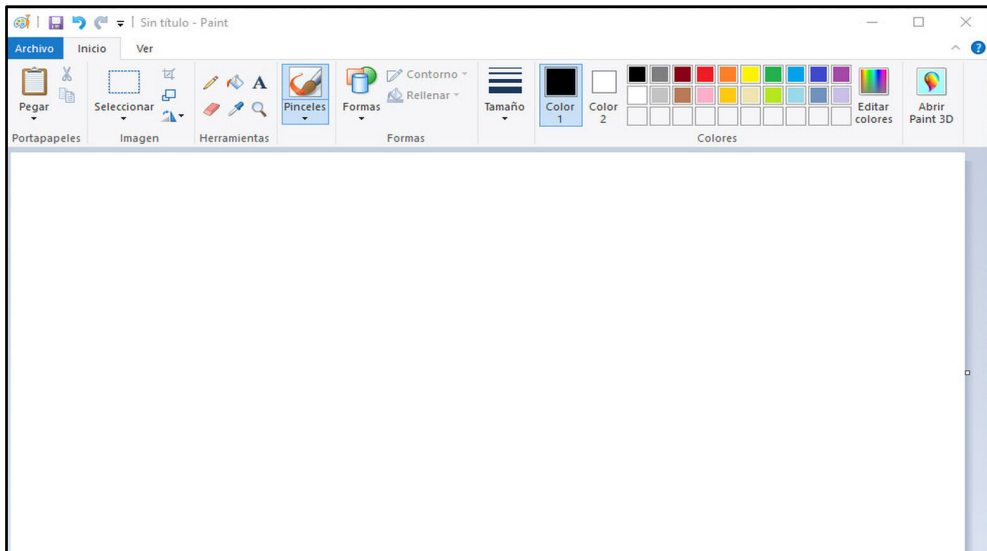 Sin título - Paint
Archivo Inicio Ver
Pegar
Portapapeles
Seleccionar
Imagen
A
Herramientas
Pinceles
Formas
Contorno
Rellenar
Formas
Tamaño
Color 1
Color 2
Editar colores
Colores
Abrir Paint 3D
?